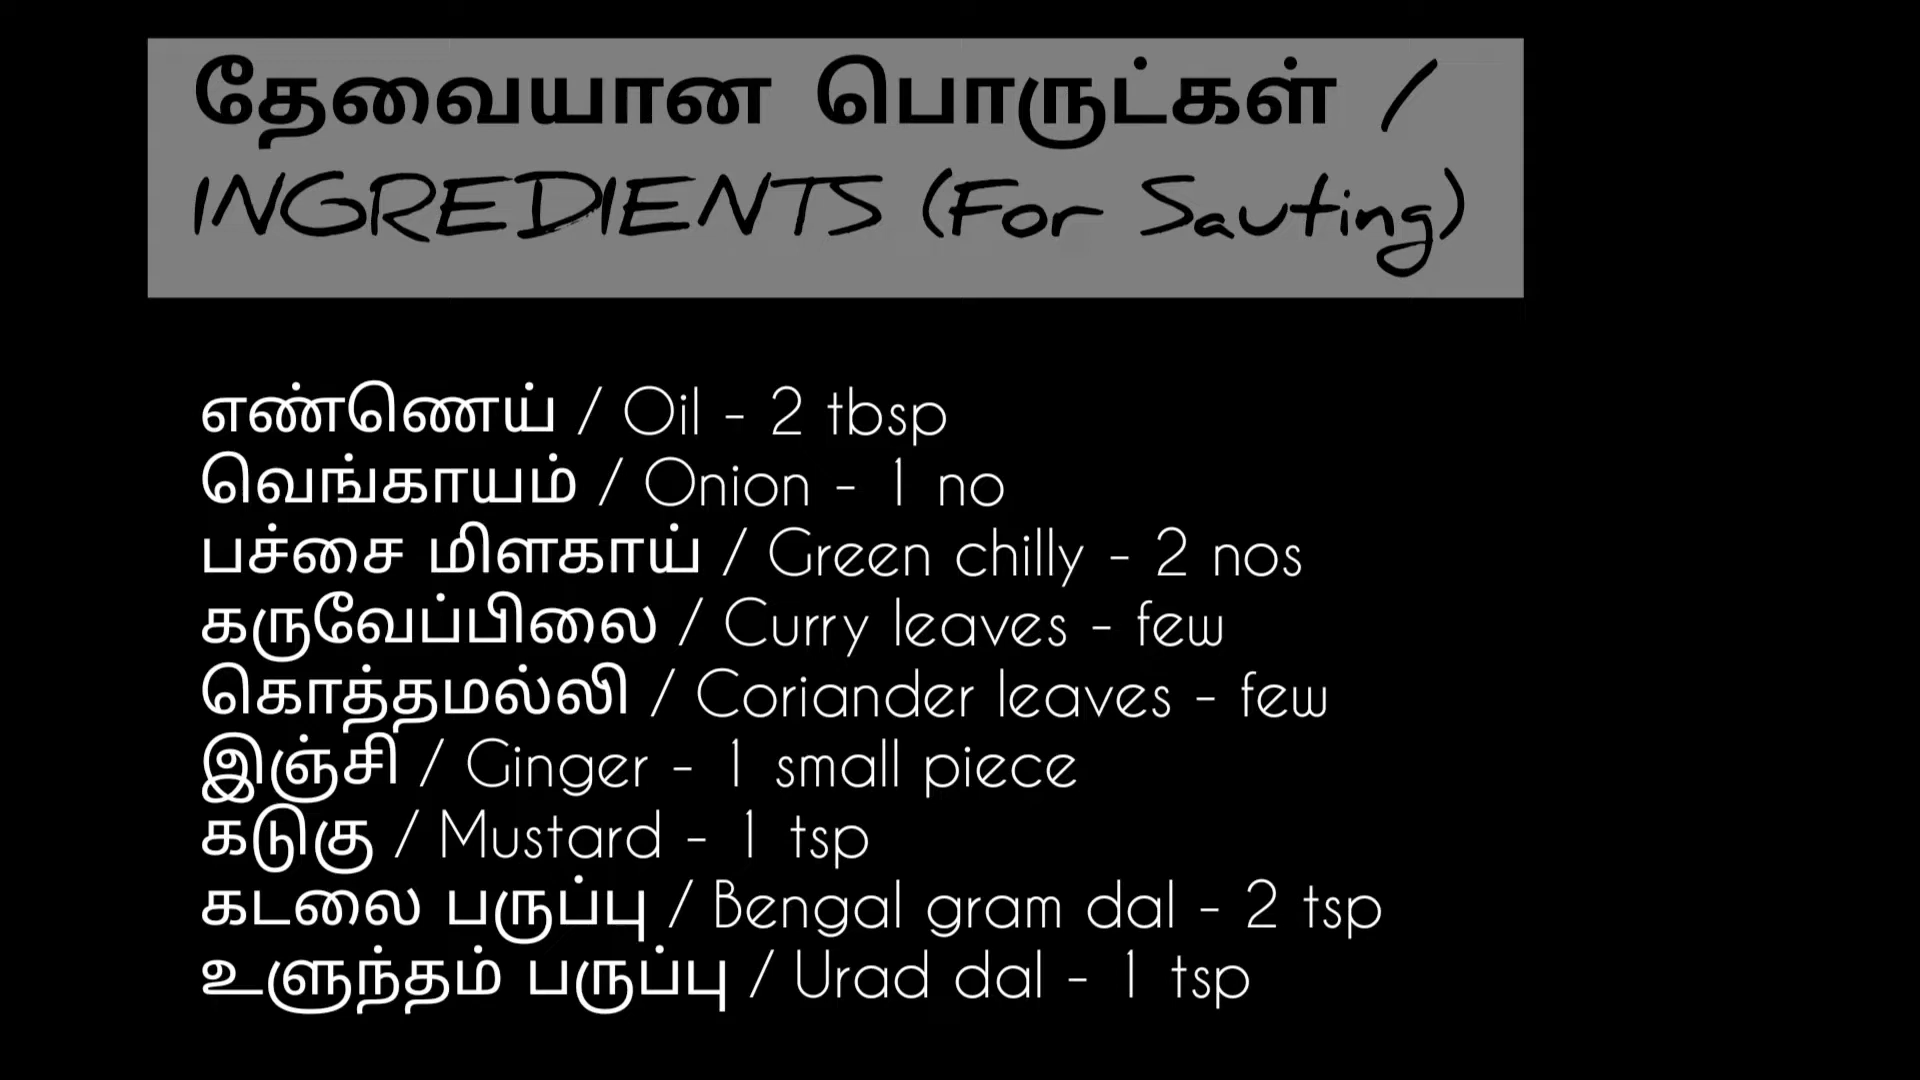 தேவையான பொருட்கள் /
INGREDIENTS (For Sauting)
எண்ணெய் / Oil - 2 tbsp
வெங்காயம் / Onion - 1 no
பச்சை மிளகாய் / Green chilly - 2 nos
கருவேப்பிலை / Curry leaves - few
கொத்தமல்லி / Coriander leaves - few
இஞ்சி / Ginger - 1 small piece
கடுகு / Mustard - 1 tsp
கடலை பருப்பு / Bengal gram dal - 2 tsp
உளுந்தம் பருப்பு / Urad dal - 1 tsp